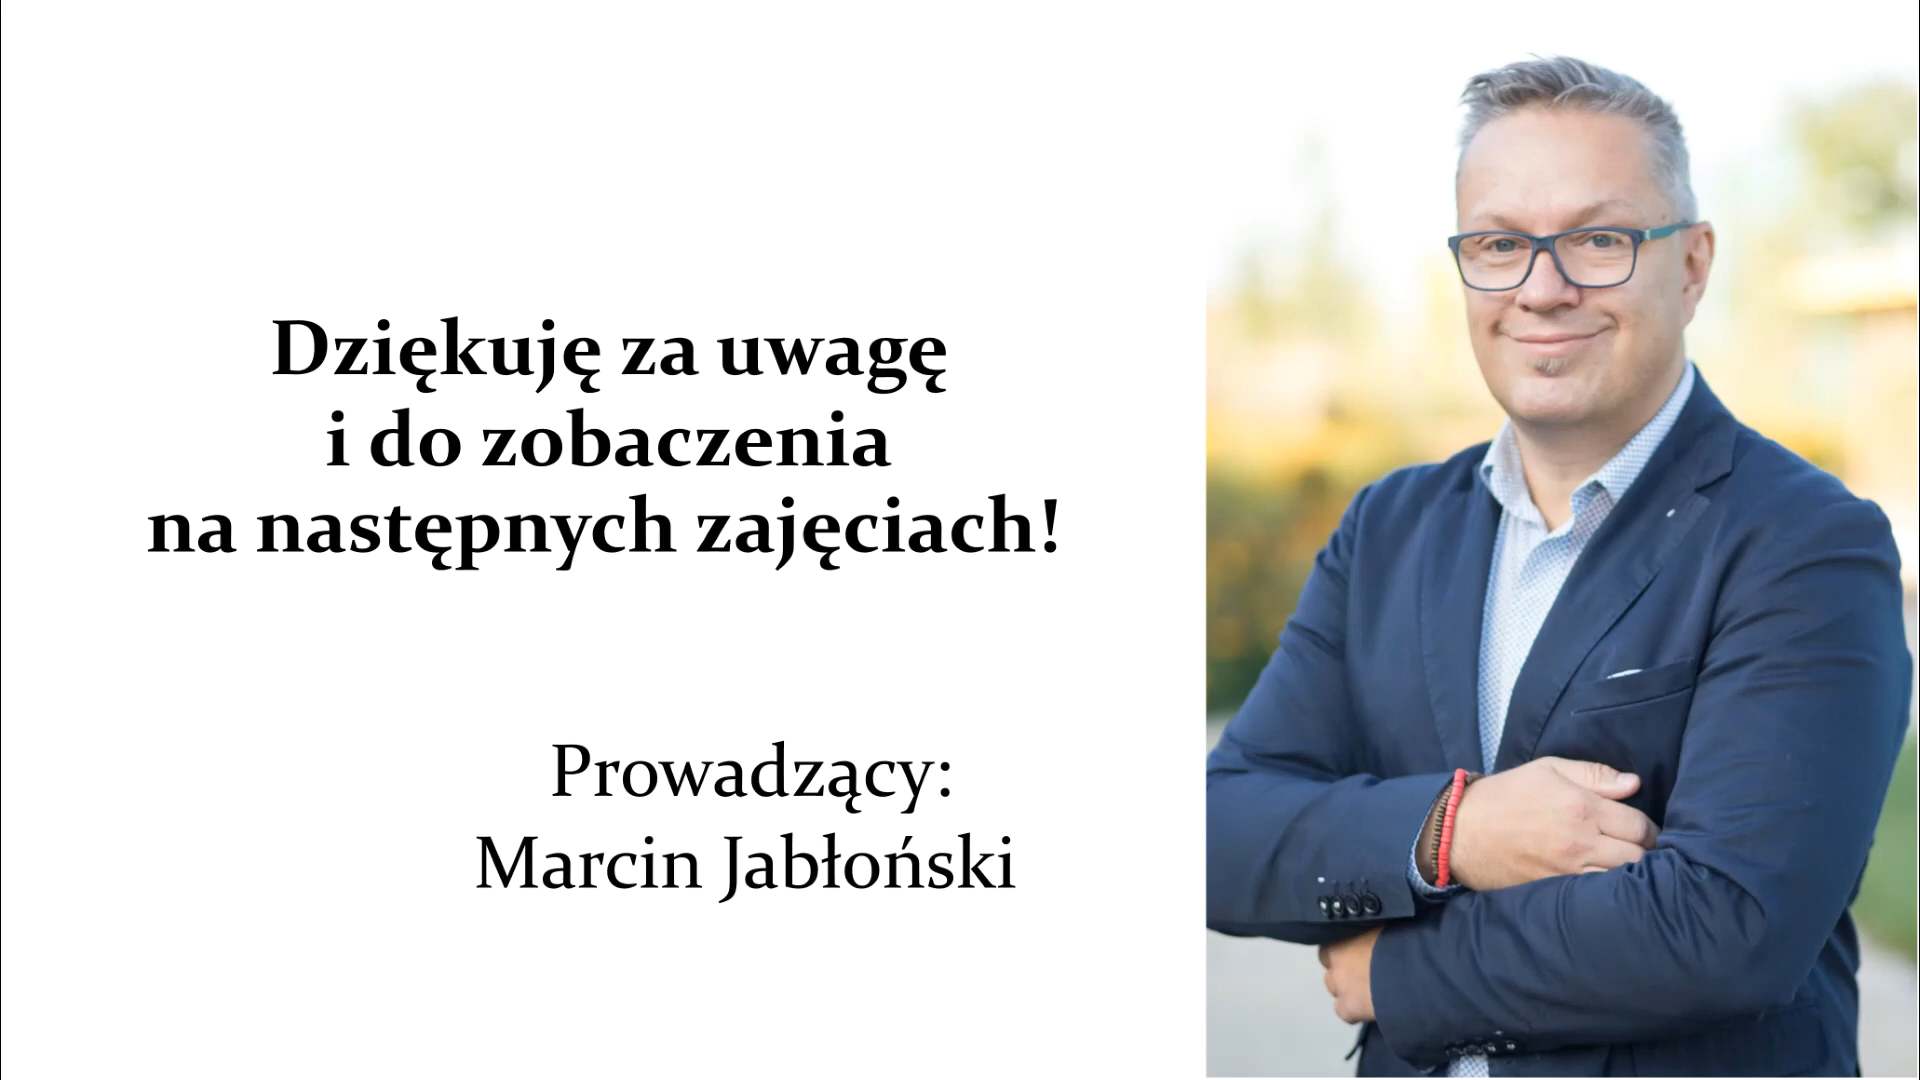 Dziękuję za uwagę
i do zobaczenia
na następnych zajęciach!
Prowadzący:
Marcin Jabłoński